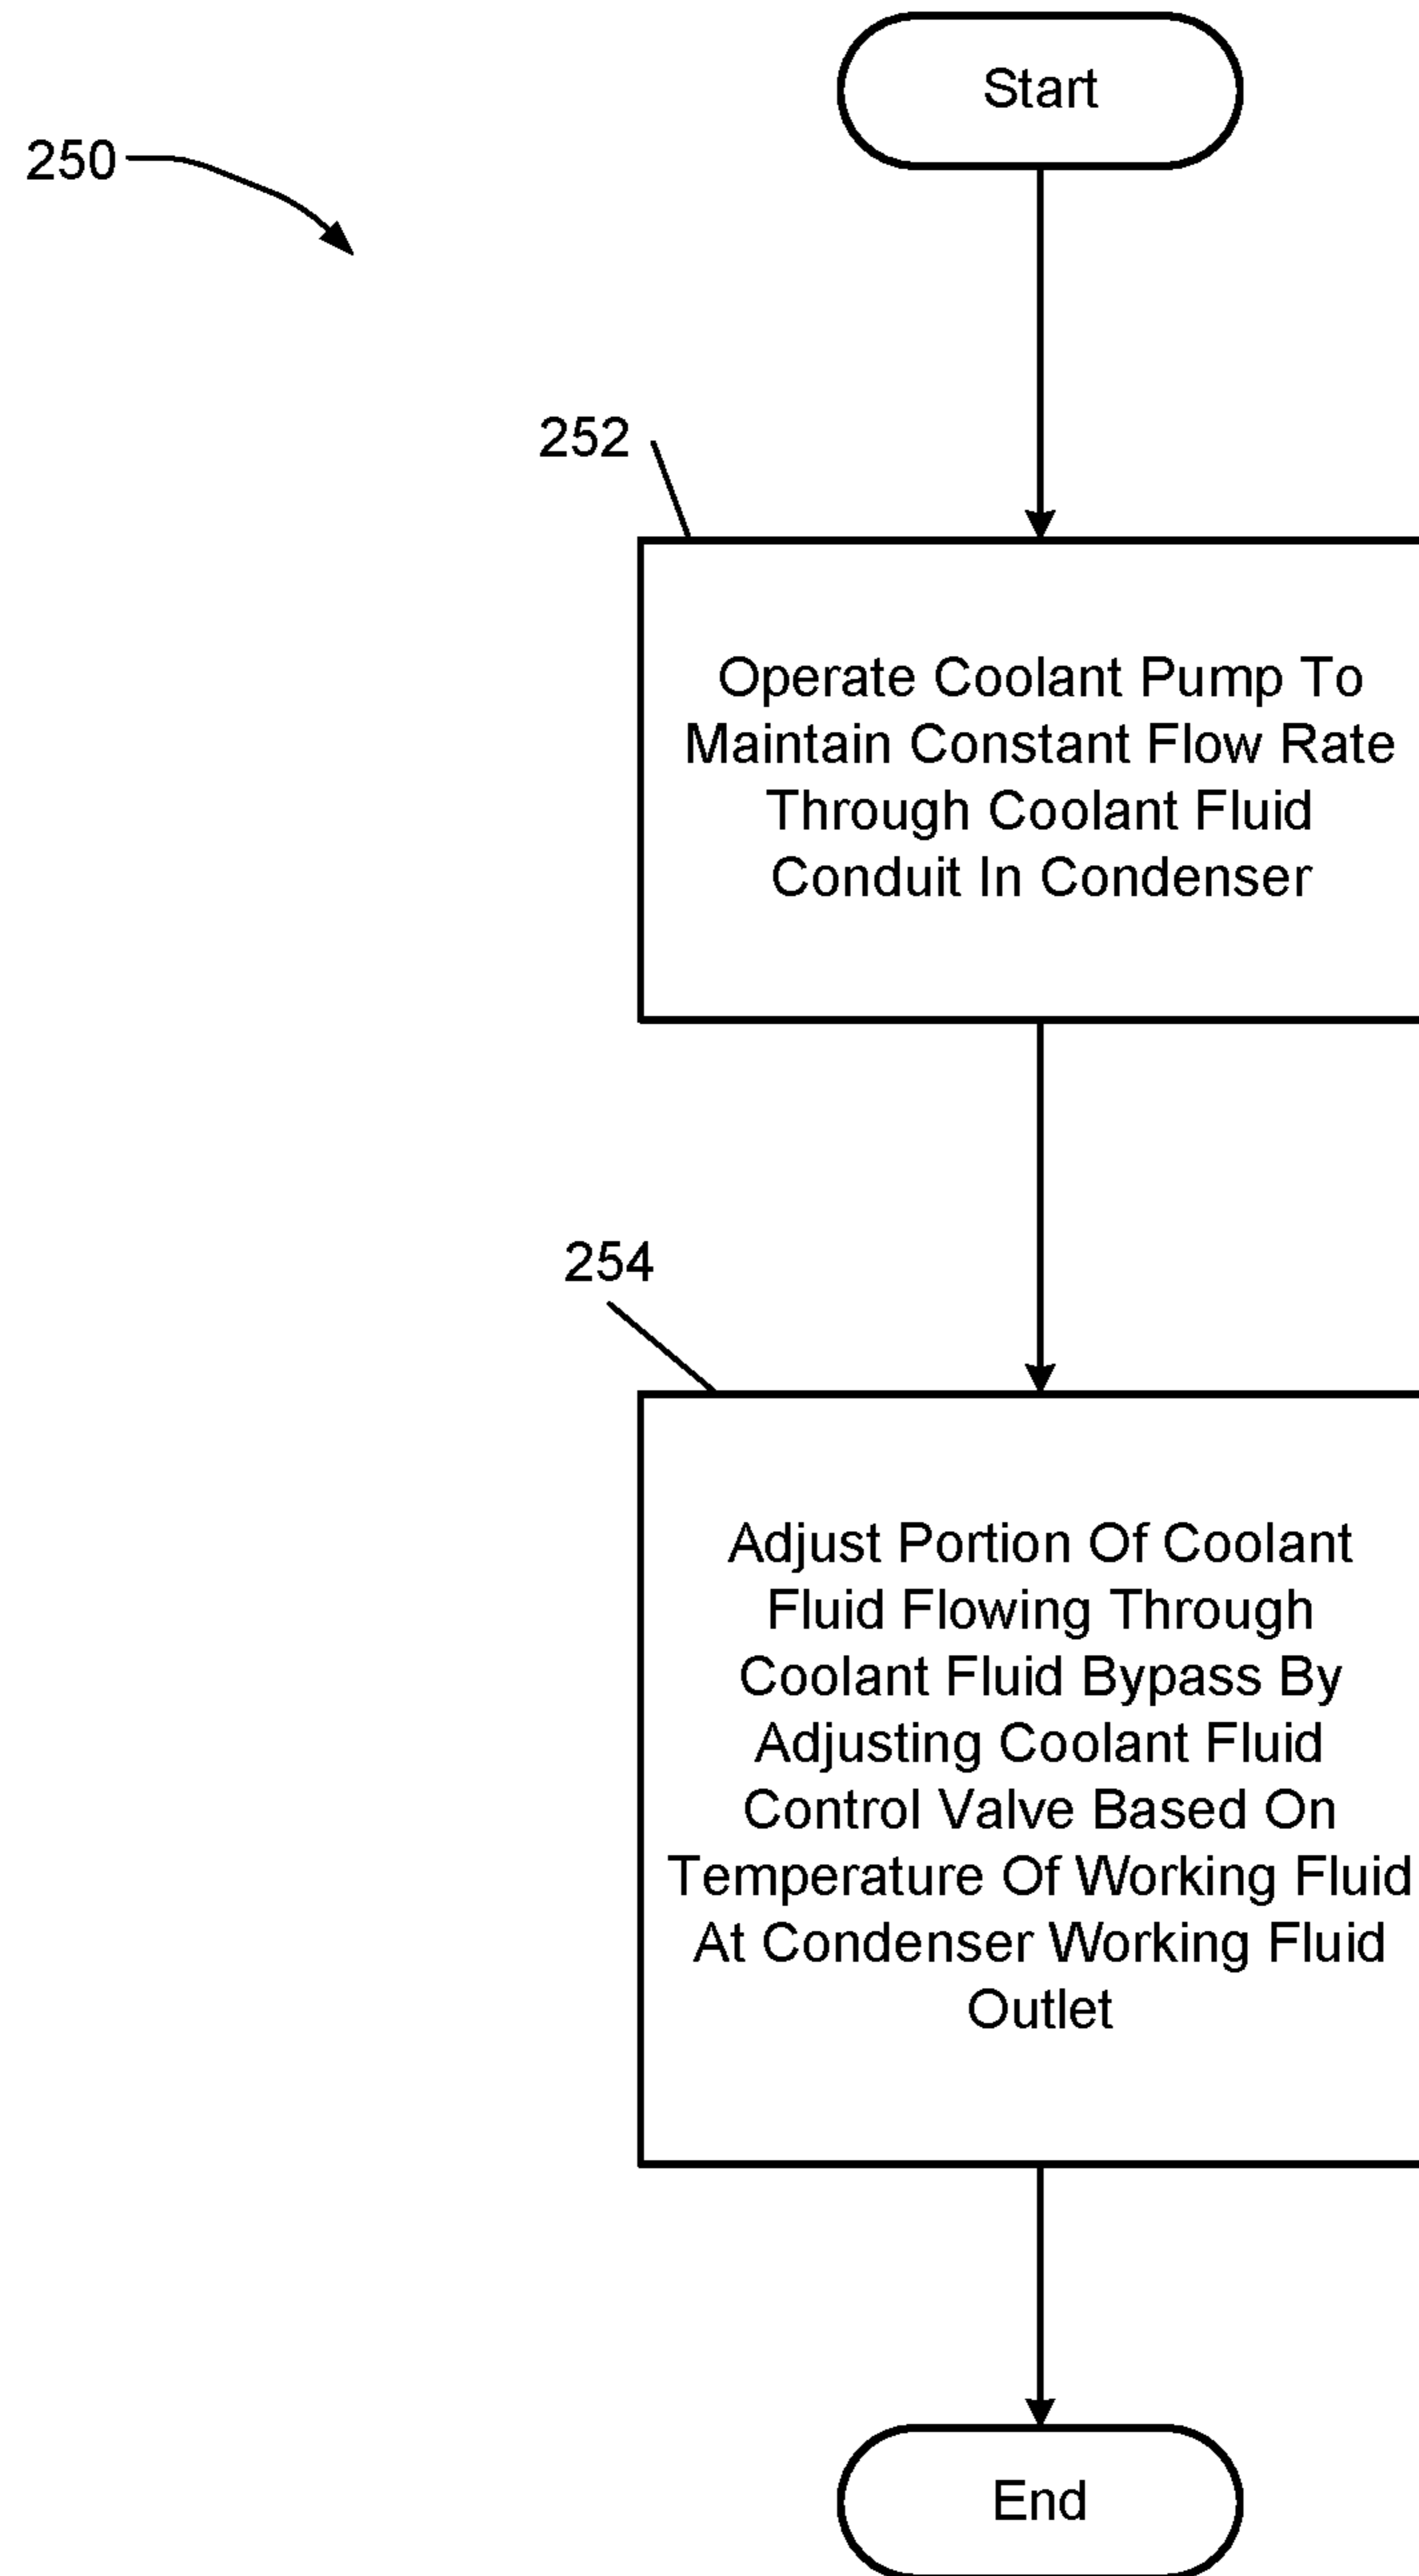 Start
250
252
Operate Coolant Pump To
Maintain Constant Flow Rate
Through Coolant Fluid
Conduit In Condenser
254
Adjust Portion Of Coolant
Fluid Flowing Through
Coolant Fluid Bypass By
Adjusting Coolant Fluid
Control Valve Based On
Temperature Of Working Fluid
At Condenser Working Fluid
Outlet
End